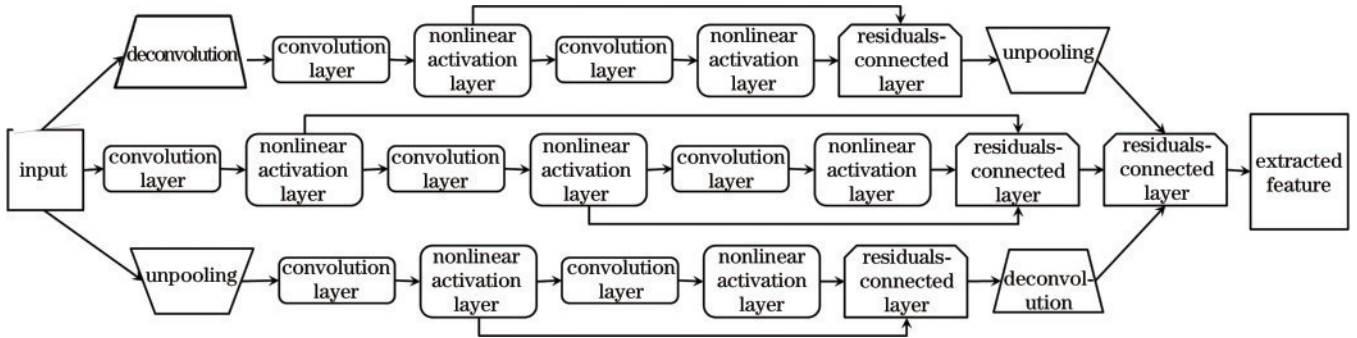 deconvolution
convolution
layer
nonlinear
activation
layer
convolution
layer
nonlinear
activation
layer
residuals-
connected
layer
unpooling
input
convolution
layer
nonlinear
activation
layer
convolution
layer
nonlinear
activation
layer
convolution
layer
nonlinear
activation
layer
residuals-
connected
layer
residuals-
connected
layer
extracted
feature
unpooling
convolution
layer
nonlinear
activation
layer
convolution
layer
nonlinear
activation
layer
residuals-
connected
layer
deconvol-
ution